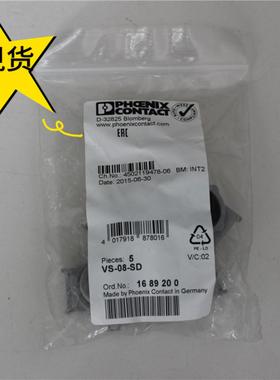 现货
PHOENIX
CONTACT
D-32825 Blomberg
phoenixcontact.com
EAC
Ch.No.: 4502119478-06 BM: INT2
Date: 2015-06-30
4 017918 878016
04
PE - LD
Pieces: 5
V/C:02
VS-08-SD
Ord.No.: 16 89 20 0
Made by Phoenix Contact in Germany